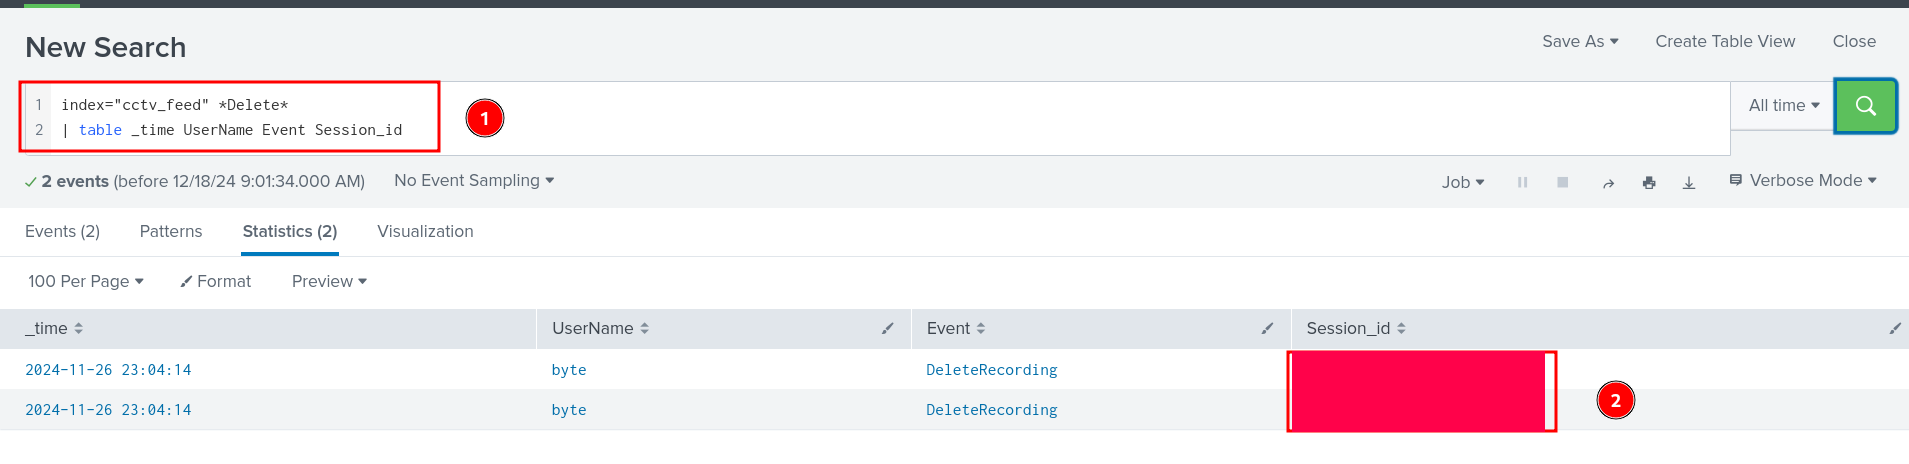 New Search
Save As Create Table View Close
1 index="cctv_feed" *Delete*
2 | table _time UserName Event Session_id
1
All time
2 events (before 12/18/24 9:01:34.000 AM) No Event Sampling
Job Verbose Mode
Events (2) Patterns Statistics (2) Visualization
100 Per Page Format Preview
_time UserName Event Session_id
2024-11-26 23:04:14 byte DeleteRecording
2024-11-26 23:04:14 byte DeleteRecording
2